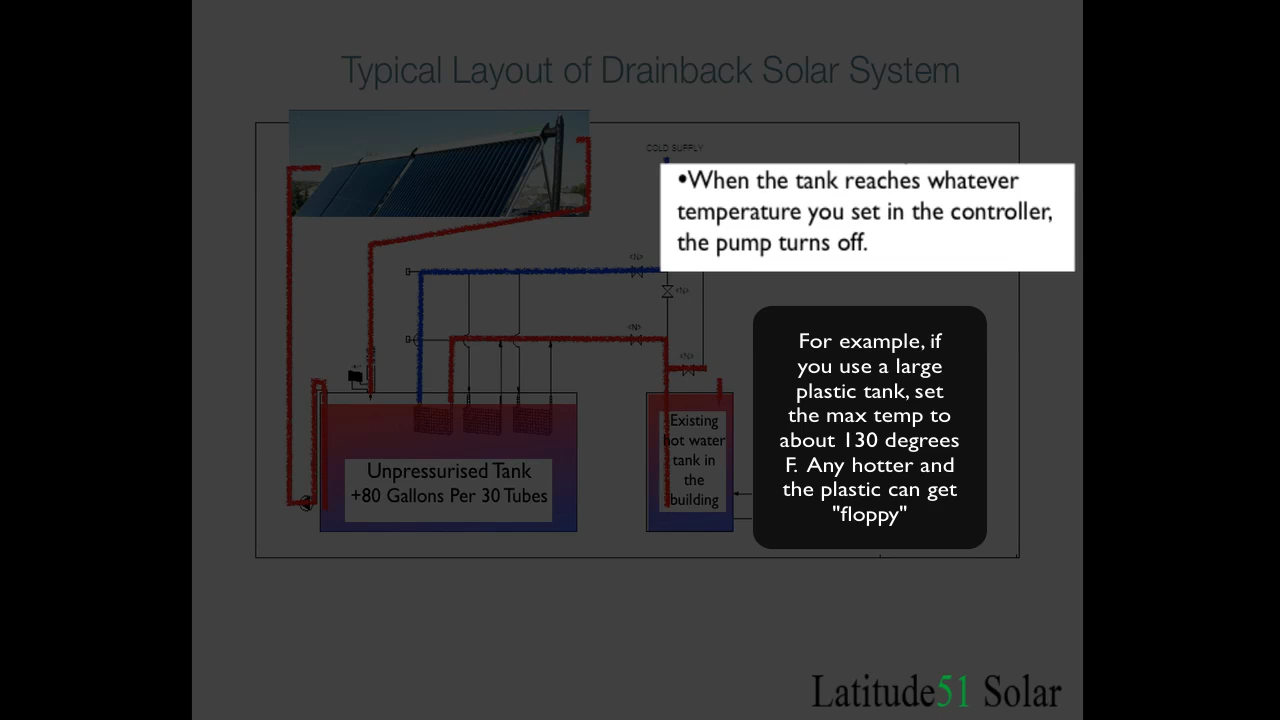 Typical Layout of Drainback Solar System
COLD SUPPLY
•When the tank reaches whatever
temperature you set in the controller,
the pump turns off.
For example, if
you use a large
plastic tank, set
the max temp to
about 130 degrees
F. Any hotter and
the plastic can get
"floppy"
Unpressurised Tank
+80 Gallons Per 30 Tubes
Existing
hot water
tank in
the
building
Latitude51 Solar